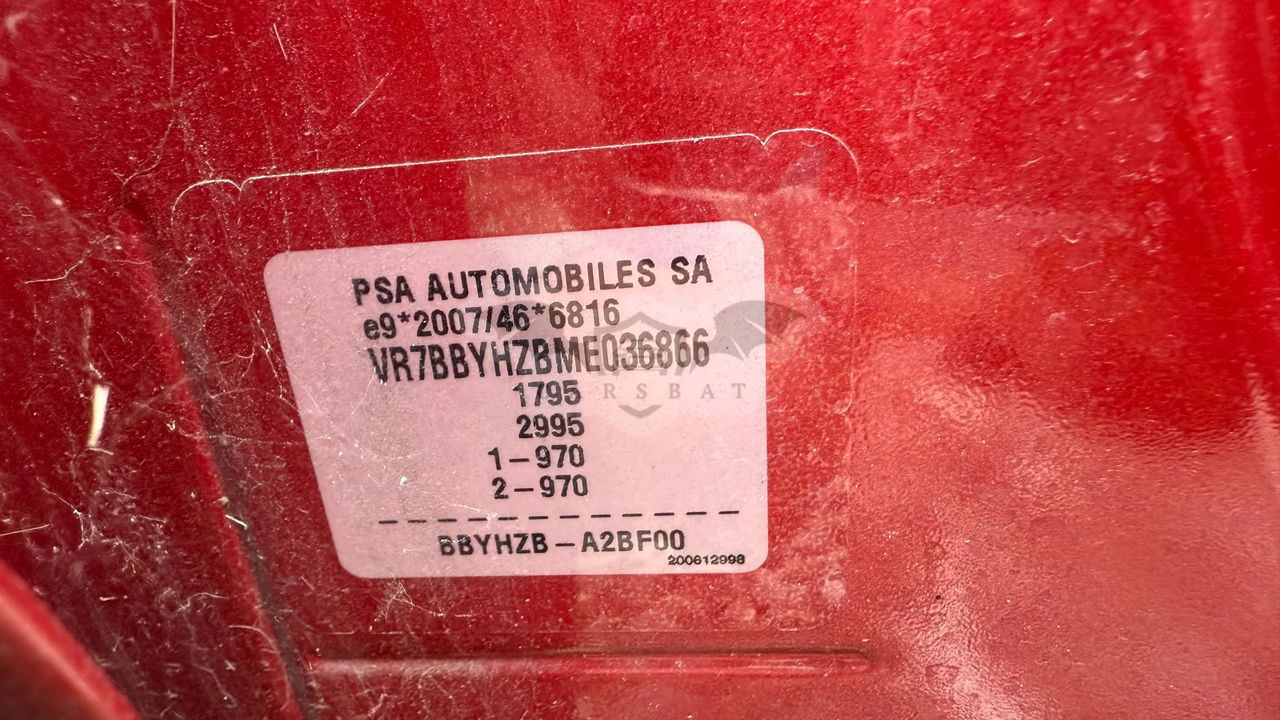 PSA AUTOMOBILES SA
e9*2007/46*6816
VR7BBYHZBME036866
1795
2995
1-970
2-970
BBYHZB-A2BF00
200612998